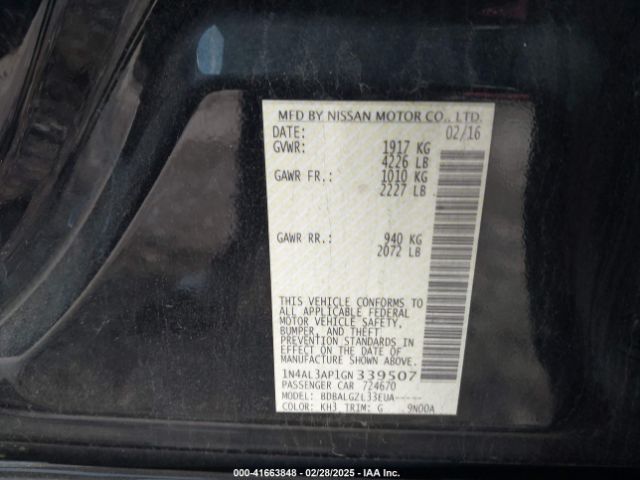 MFD BY NISSAN MOTOR CO., LTD.
DATE: 02/16
GVWR: 1917 KG
4226 LB
GAWR FR.: 1010 KG
2227 LB
GAWR RR.: 940 KG
2072 LB
THIS VEHICLE CONFORMS TO
ALL APPLICABLE FEDERAL
MOTOR VEHICLE SAFETY,
BUMPER, AND THEFT
PREVENTION STANDARDS IN
EFFECT ON THE DATE OF
MANUFACTURE SHOWN ABOVE.
1N4AL3AP1GN339507
PASSENGER CAR 724670
MODEL: BDBALGZL33EUA-----
COLOR: KH3 TRIM: G 9N00A
000-41663848 — 02/28/2025 - IAA Inc.